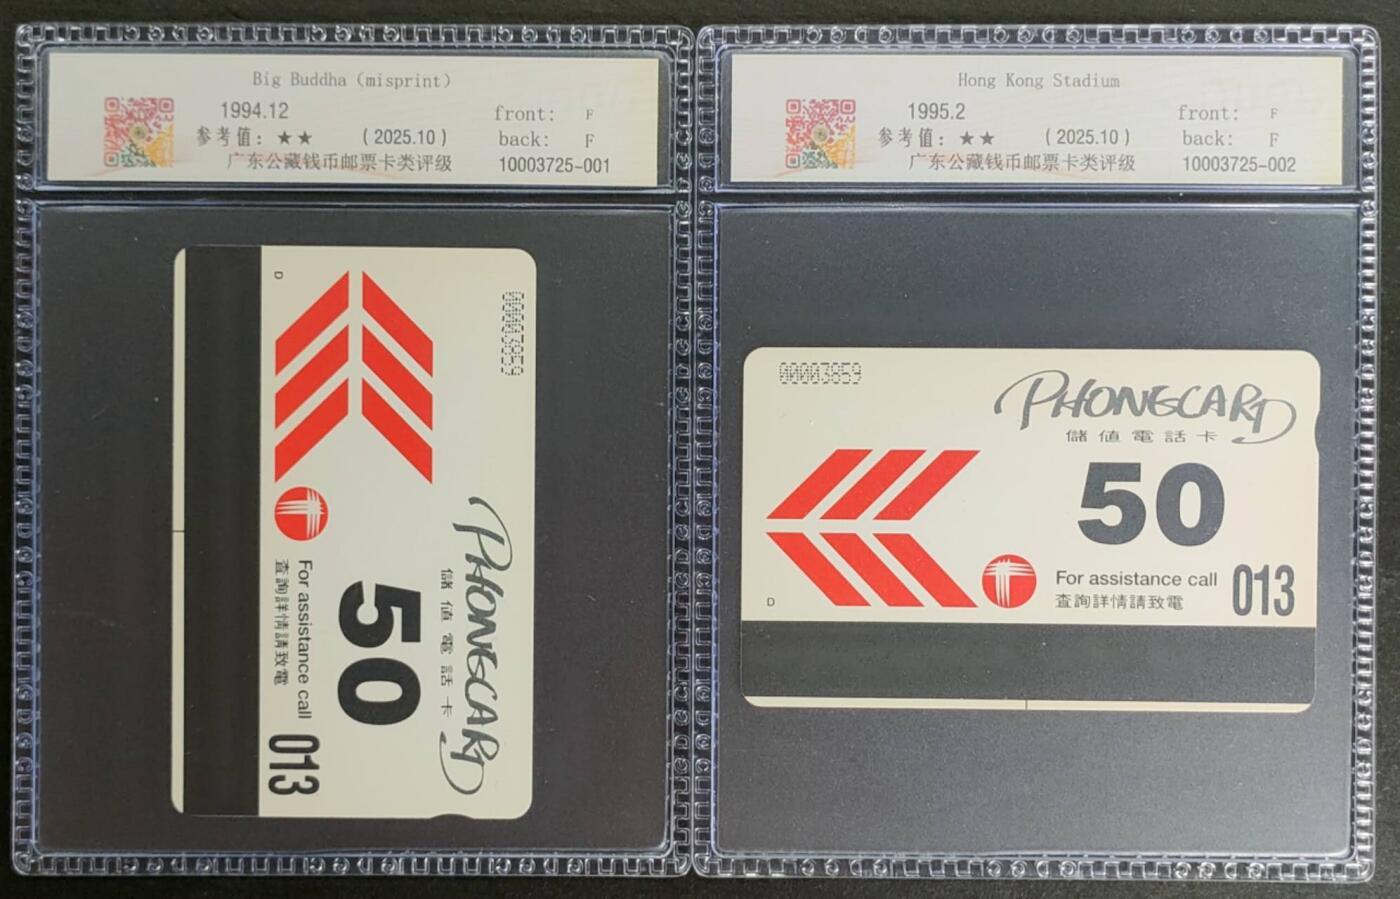 Big Buddha (misprint)
1994.12
front: F
参考值: ★★ (2025.10)
back: F
广东公藏钱币邮票卡类评级
10003725-001
D
00003859
PHONECARD
儲值電話卡
50
For assistance call
查詢詳情請致電
013
Hong Kong Stadium
1995.2
front: F
参考值: ★★ (2025.10)
back: F
广东公藏钱币邮票卡类评级
10003725-002
00003859
PHONECARD
儲值電話卡
50
For assistance call
查詢詳情請致電
013
D